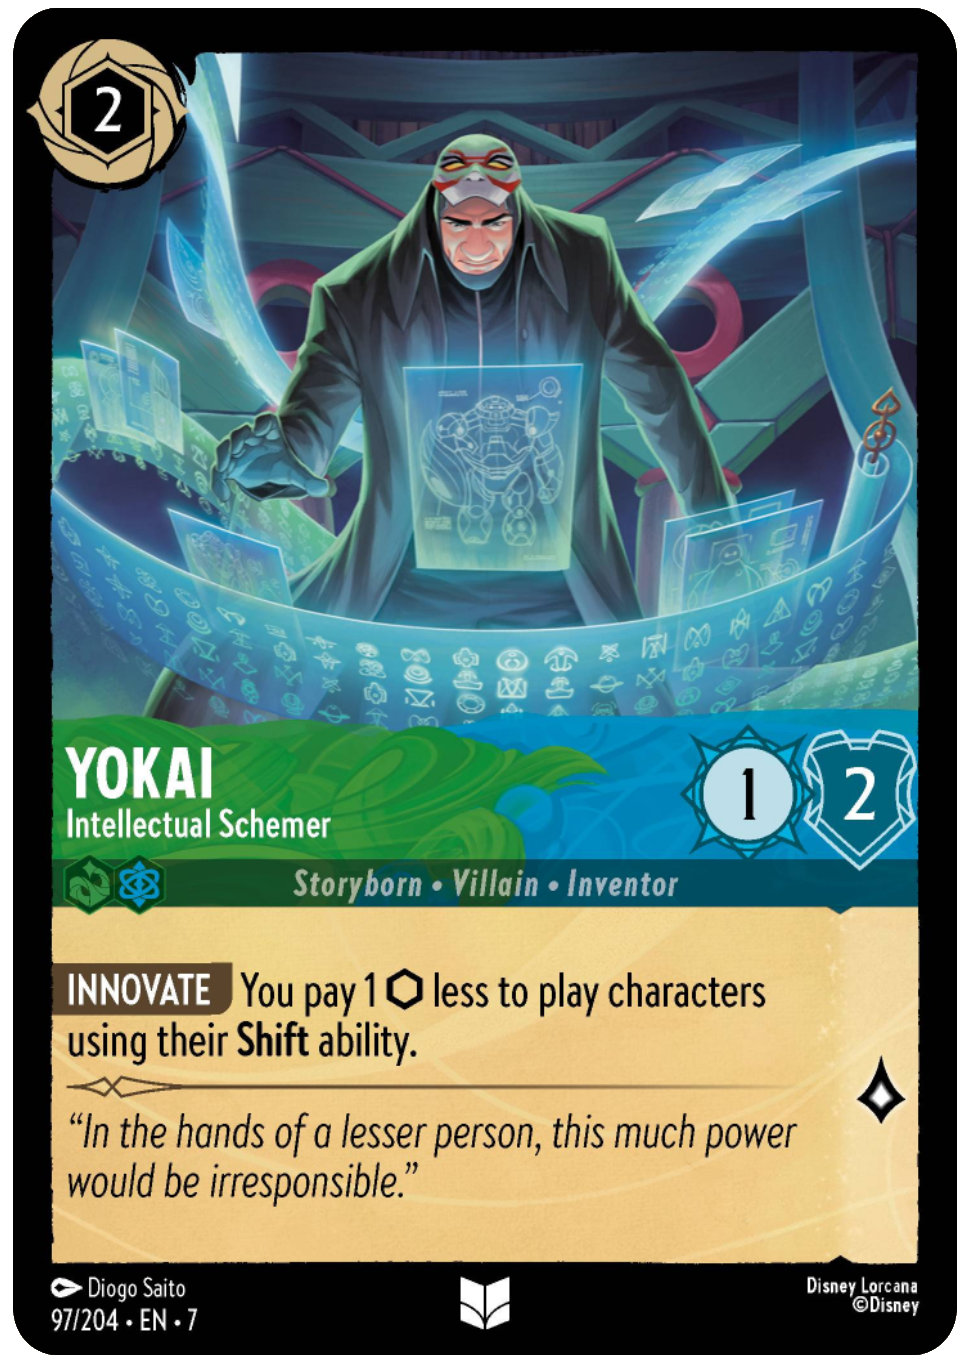 2
YOKAI
Intellectual Schemer
1
2
Storyborn • Villain • Inventor
INNOVATE You pay 1 ⬡ less to play characters
using their Shift ability.
“In the hands of a lesser person, this much power
would be irresponsible.”
Diogo Saito
97/204 • EN • 7
Disney Lorcana
©Disney